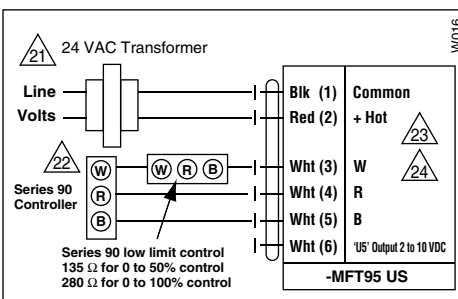 W016
21
24 VAC Transformer
Line
Volts
Blk (1) Common
Red (2) + Hot
23
24
22
Series 90
Controller
W
R
B
W R B
Wht (3) W
Wht (4) R
Wht (5) B
Wht (6) 'U5' Output 2 to 10 VDC
Series 90 low limit control
135 Ω for 0 to 50% control
280 Ω for 0 to 100% control
-MFT95 US